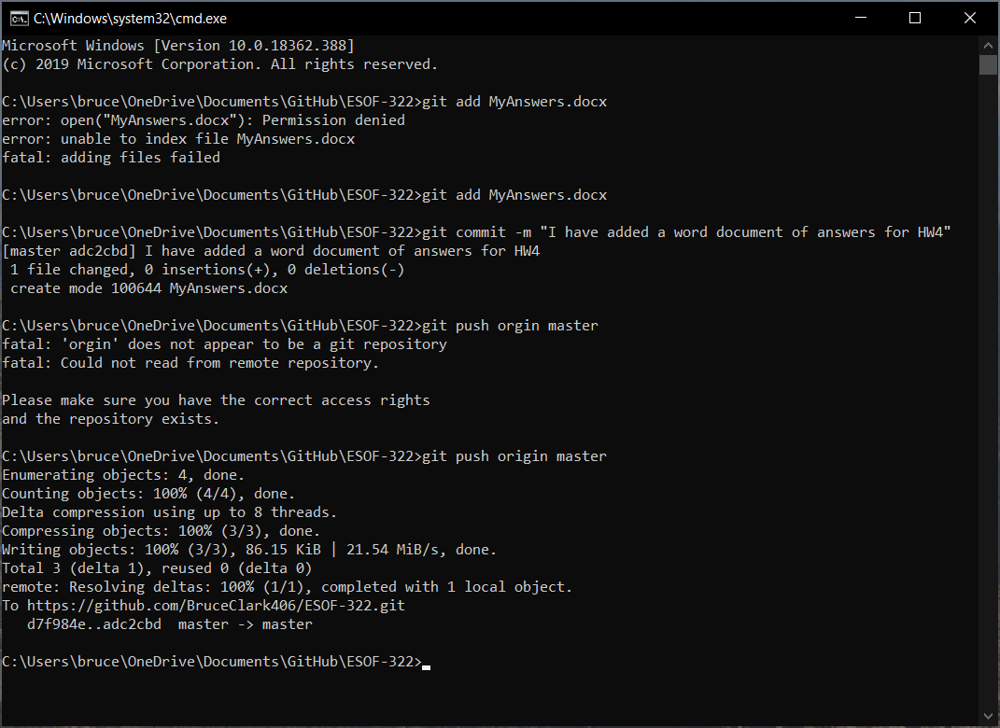 C:\Windows\system32\cmd.exe
Microsoft Windows [Version 10.0.18362.388]
(c) 2019 Microsoft Corporation. All rights reserved.
C:\Users\bruce\OneDrive\Documents\GitHub\ESOF-322>git add MyAnswers.docx
error: open("MyAnswers.docx"): Permission denied
error: unable to index file MyAnswers.docx
fatal: adding files failed
C:\Users\bruce\OneDrive\Documents\GitHub\ESOF-322>git add MyAnswers.docx
C:\Users\bruce\OneDrive\Documents\GitHub\ESOF-322>git commit -m "I have added a word document of answers for HW4"
[master adc2cbd] I have added a word document of answers for HW4
 1 file changed, 0 insertions(+), 0 deletions(-)
 create mode 100644 MyAnswers.docx
C:\Users\bruce\OneDrive\Documents\GitHub\ESOF-322>git push orgin master
fatal: 'orgin' does not appear to be a git repository
fatal: Could not read from remote repository.
Please make sure you have the correct access rights
and the repository exists.
C:\Users\bruce\OneDrive\Documents\GitHub\ESOF-322>git push origin master
Enumerating objects: 4, done.
Counting objects: 100% (4/4), done.
Delta compression using up to 8 threads.
Compressing objects: 100% (3/3), done.
Writing objects: 100% (3/3), 86.15 KiB | 21.54 MiB/s, done.
Total 3 (delta 1), reused 0 (delta 0)
remote: Resolving deltas: 100% (1/1), completed with 1 local object.
To https://github.com/BruceClark406/ESOF-322.git
   d7f984e..adc2cbd  master -> master
C:\Users\bruce\OneDrive\Documents\GitHub\ESOF-322>